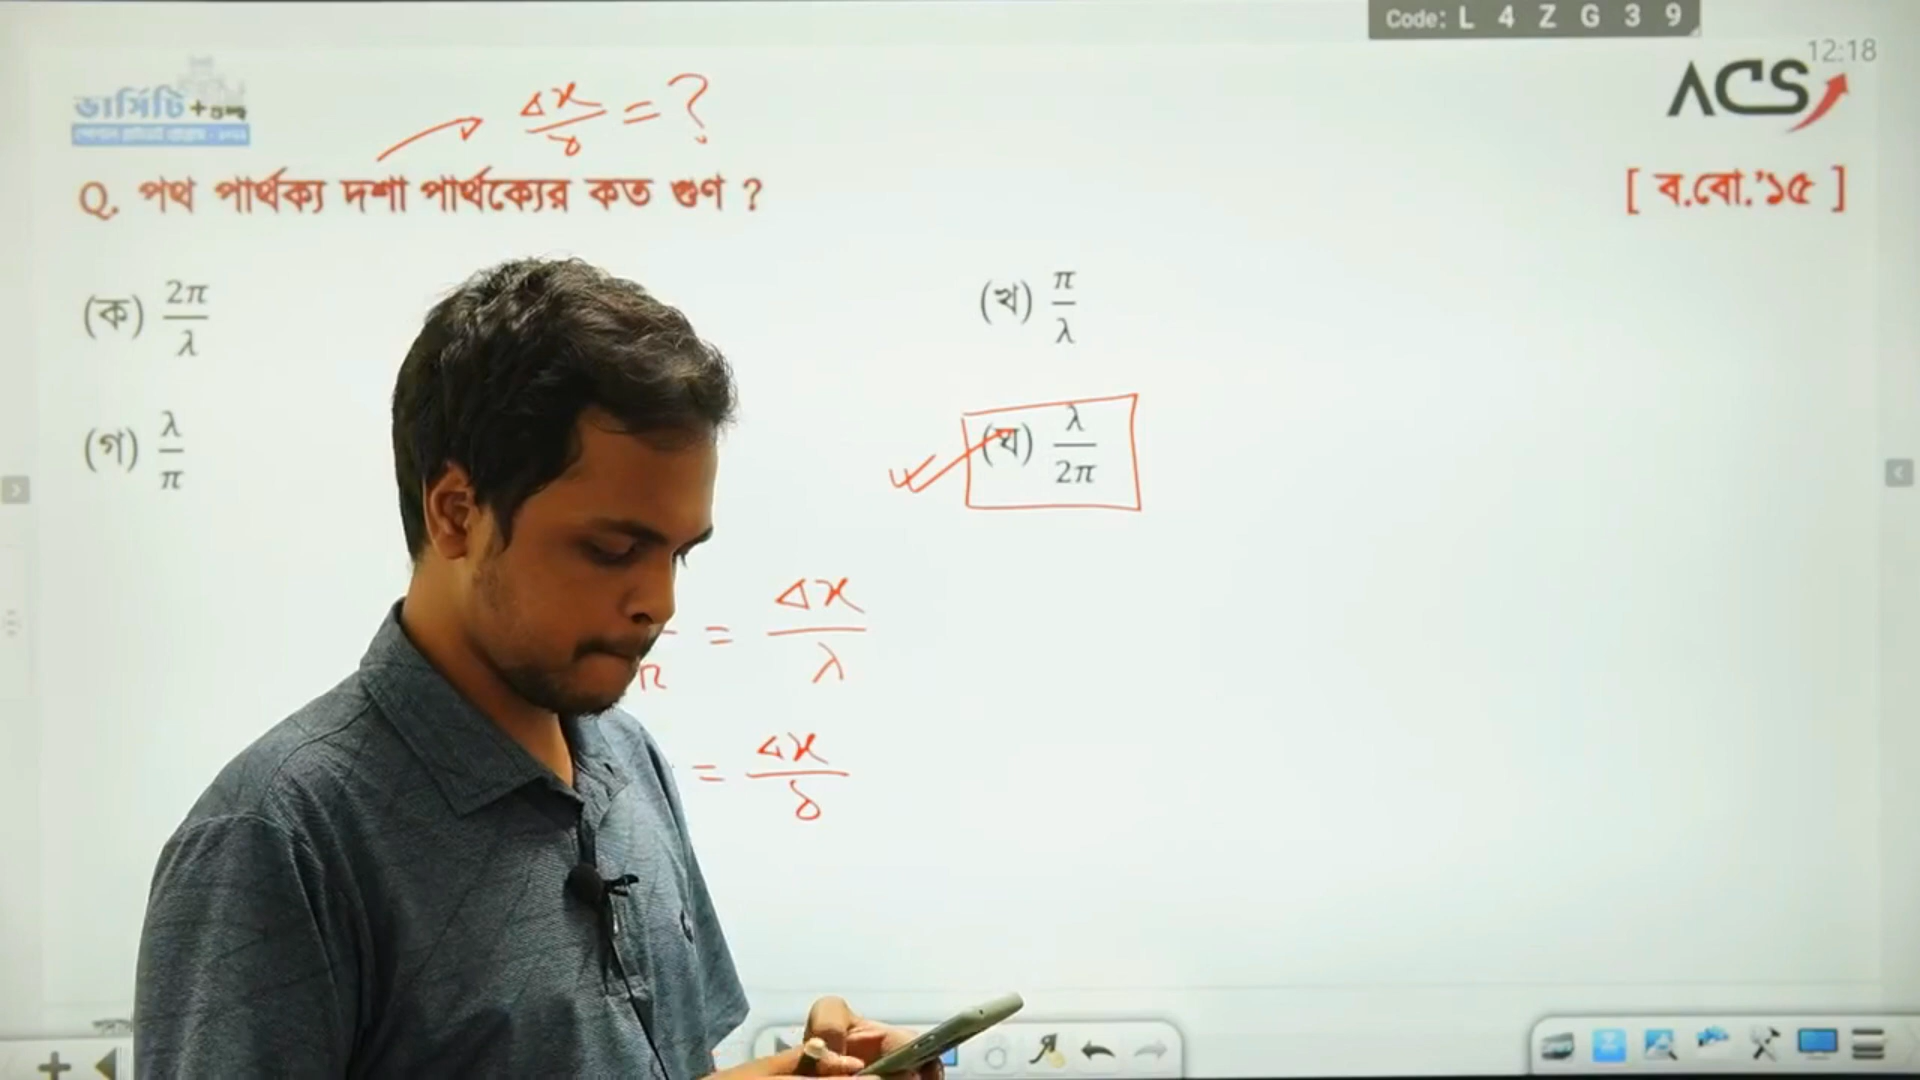 Code: L 4 Z G 3 9
12:18
ভার্সিটি +
ACS
Δx/δ = ?
Q. পথ পার্থক্য দশা পার্থক্যের কত গুণ ? [ ব.বো.'১৫ ]
(ক) 2π/λ (খ) π/λ
(গ) λ/π (ঘ) λ/2π
= Δx/λ
= Δx/δ